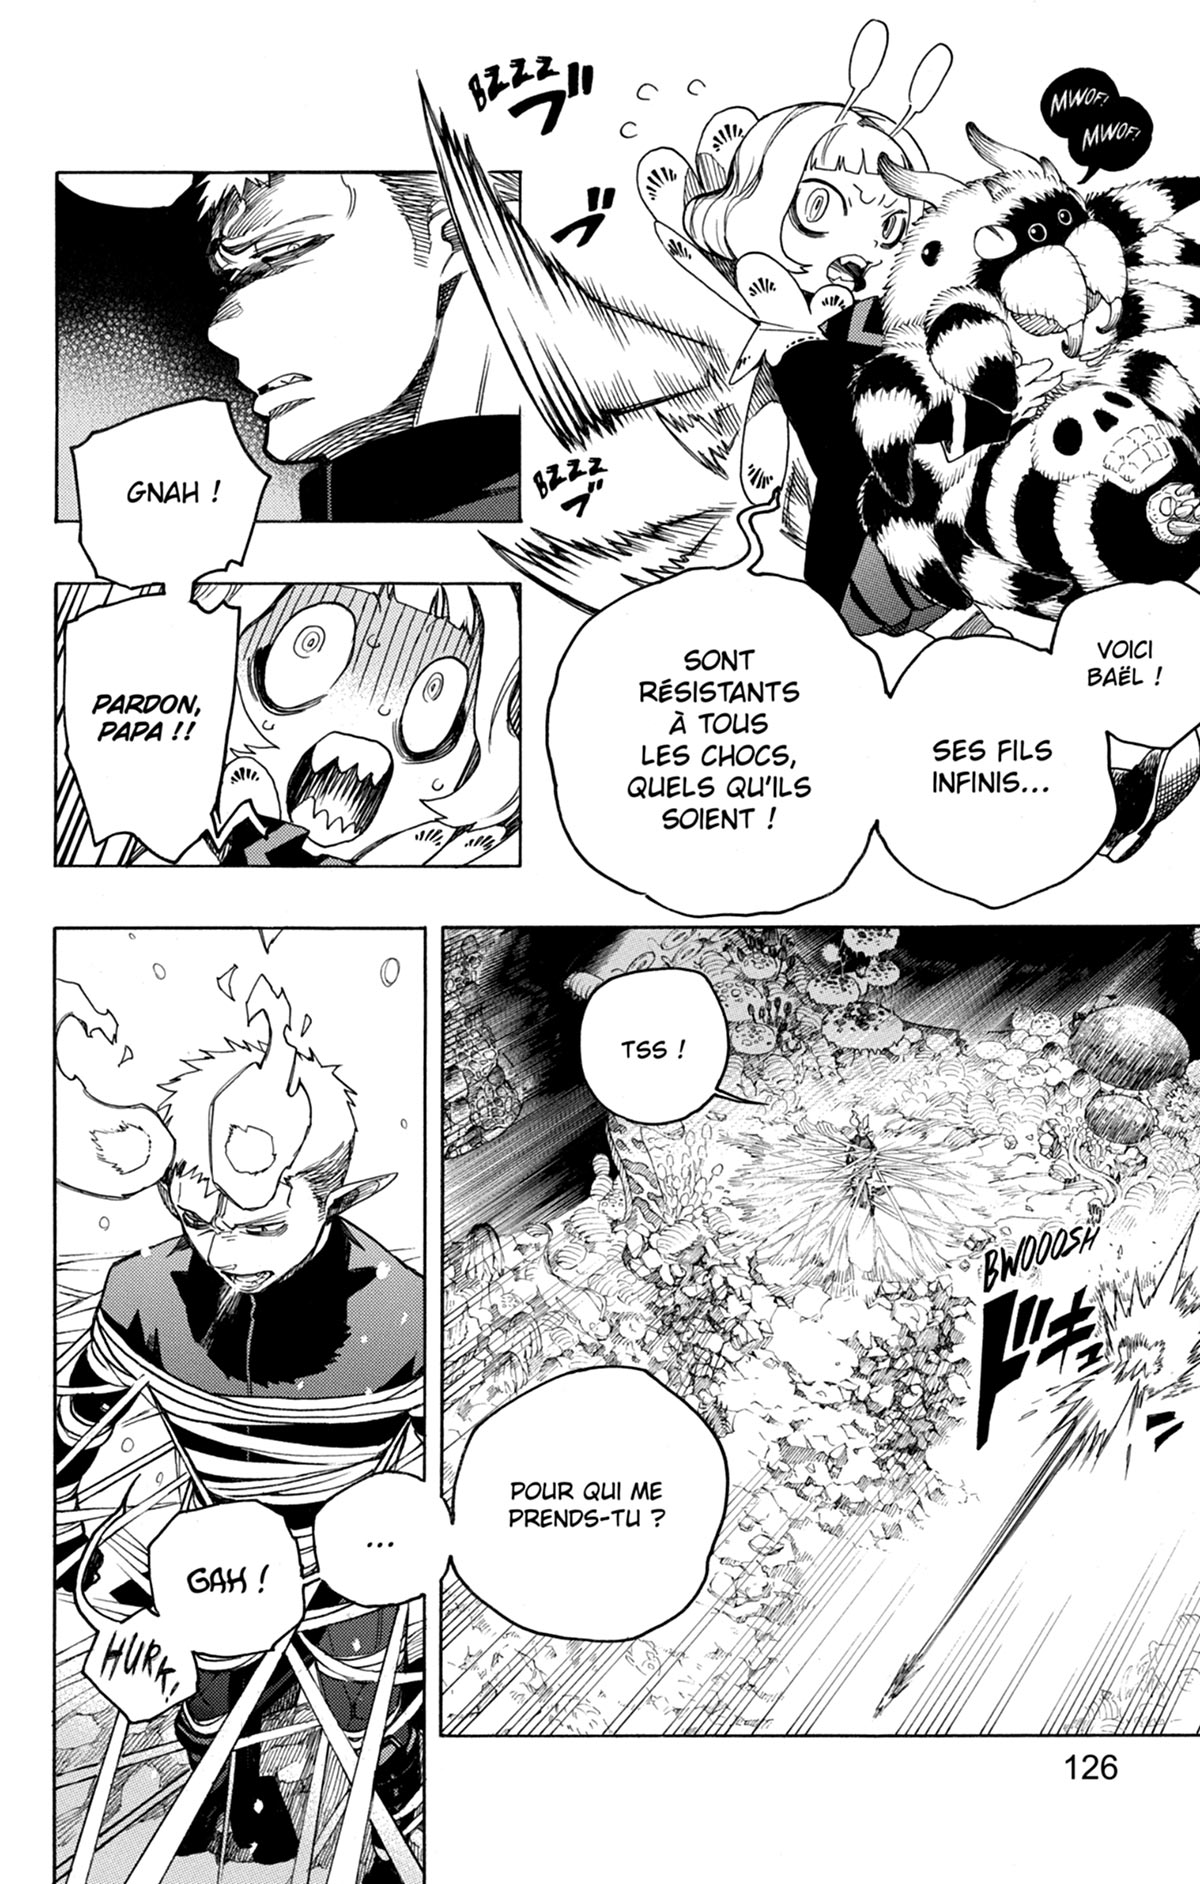 MWOF!
MWOF!
BZZZ
ブ
ブ
BZZZ
ブ
VOICI
BAËL !
SES FILS
INFINIS...
SONT
RÉSISTANTS
À TOUS
LES CHOCS,
QUELS QU'ILS
SOIENT !
GNAH !
PARDON,
PAPA !!
TSS !
BWOOOSH
ドキュ
POUR QUI ME
PRENDS-TU ?
...
GAH !
HURK!
126